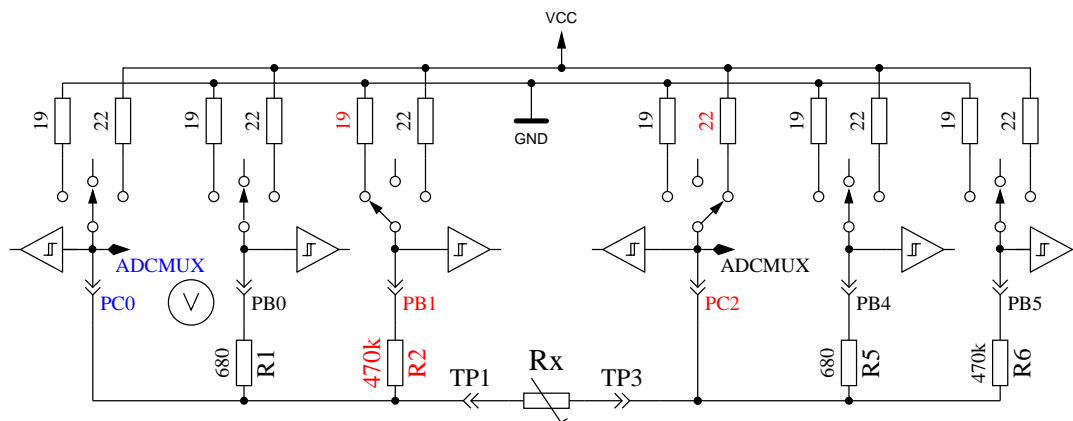 VCC
19 22 19 22 19 22 19 22 19 22 19 22
GND
ADCMUX ADCMUX
PC0 V PB0 PB1 PC2 PB4 PB5
680 R1 470k R2 680 R5 470k R6
TP1 Rx TP3